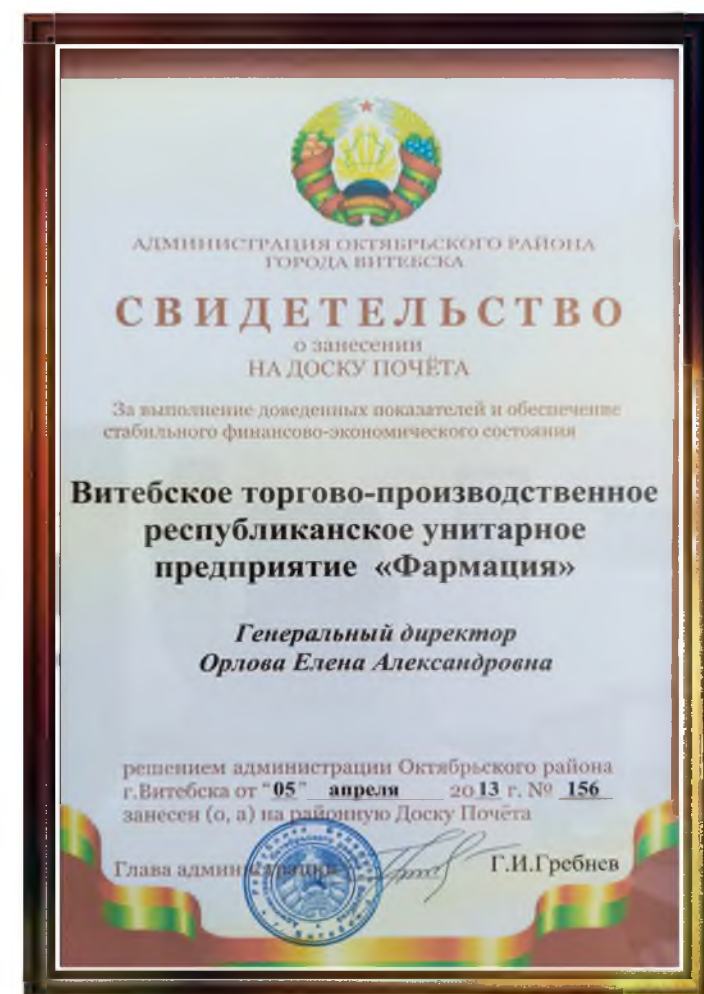 АДМИНИСТРАЦИЯ ОКТЯБРЬСКОГО РАЙОНА
ГОРОДА ВИТЕБСКА
СВИДЕТЕЛЬСТВО
о занесении
НА ДОСКУ ПОЧЁТА
За выполнение доведенных показателей и обеспечение
стабильного финансово-экономического состояния
Витебское торгово-производственное
республиканское унитарное
предприятие «Фармация»
Генеральный директор
Орлова Елена Александровна
решением администрации Октябрьского района
г.Витебска от "05" апреля 2013 г. № 156
занесен (о, а) на районную Доску Почёта
Глава администрации Г.И.Гребнев